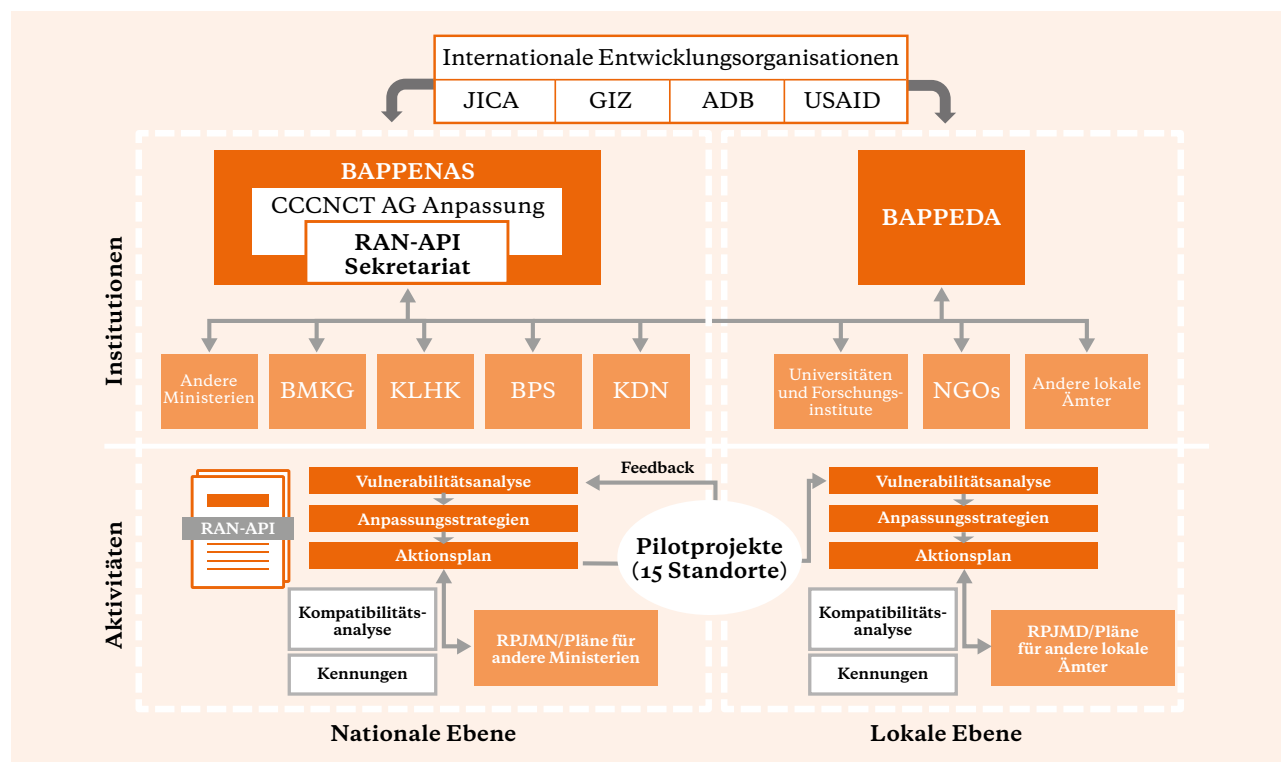 Internationale Entwicklungsorganisationen
JICA
GIZ
ADB
USAID
BAPPENAS
CCCNCT AG Anpassung
RAN-API
Sekretariat
BAPPEDA
Institutionen
Andere
Ministerien
BMKG
KLHK
BPS
KDN
Universitäten
und Forschungs-
institute
NGOs
Andere lokale
Ämter
Aktivitäten
RAN-API
Vulnerabilitätsanalyse
Anpassungsstrategien
Aktionsplan
Kompatibilitäts-
analyse
Kennungen
RPJMN/Pläne für
andere Ministerien
Feedback
Pilotprojekte
(15 Standorte)
Vulnerabilitätsanalyse
Anpassungsstrategien
Aktionsplan
Kompatibilitäts-
analyse
Kennungen
RPJMD/Pläne
für andere lokale
Ämter
Nationale Ebene
Lokale Ebene